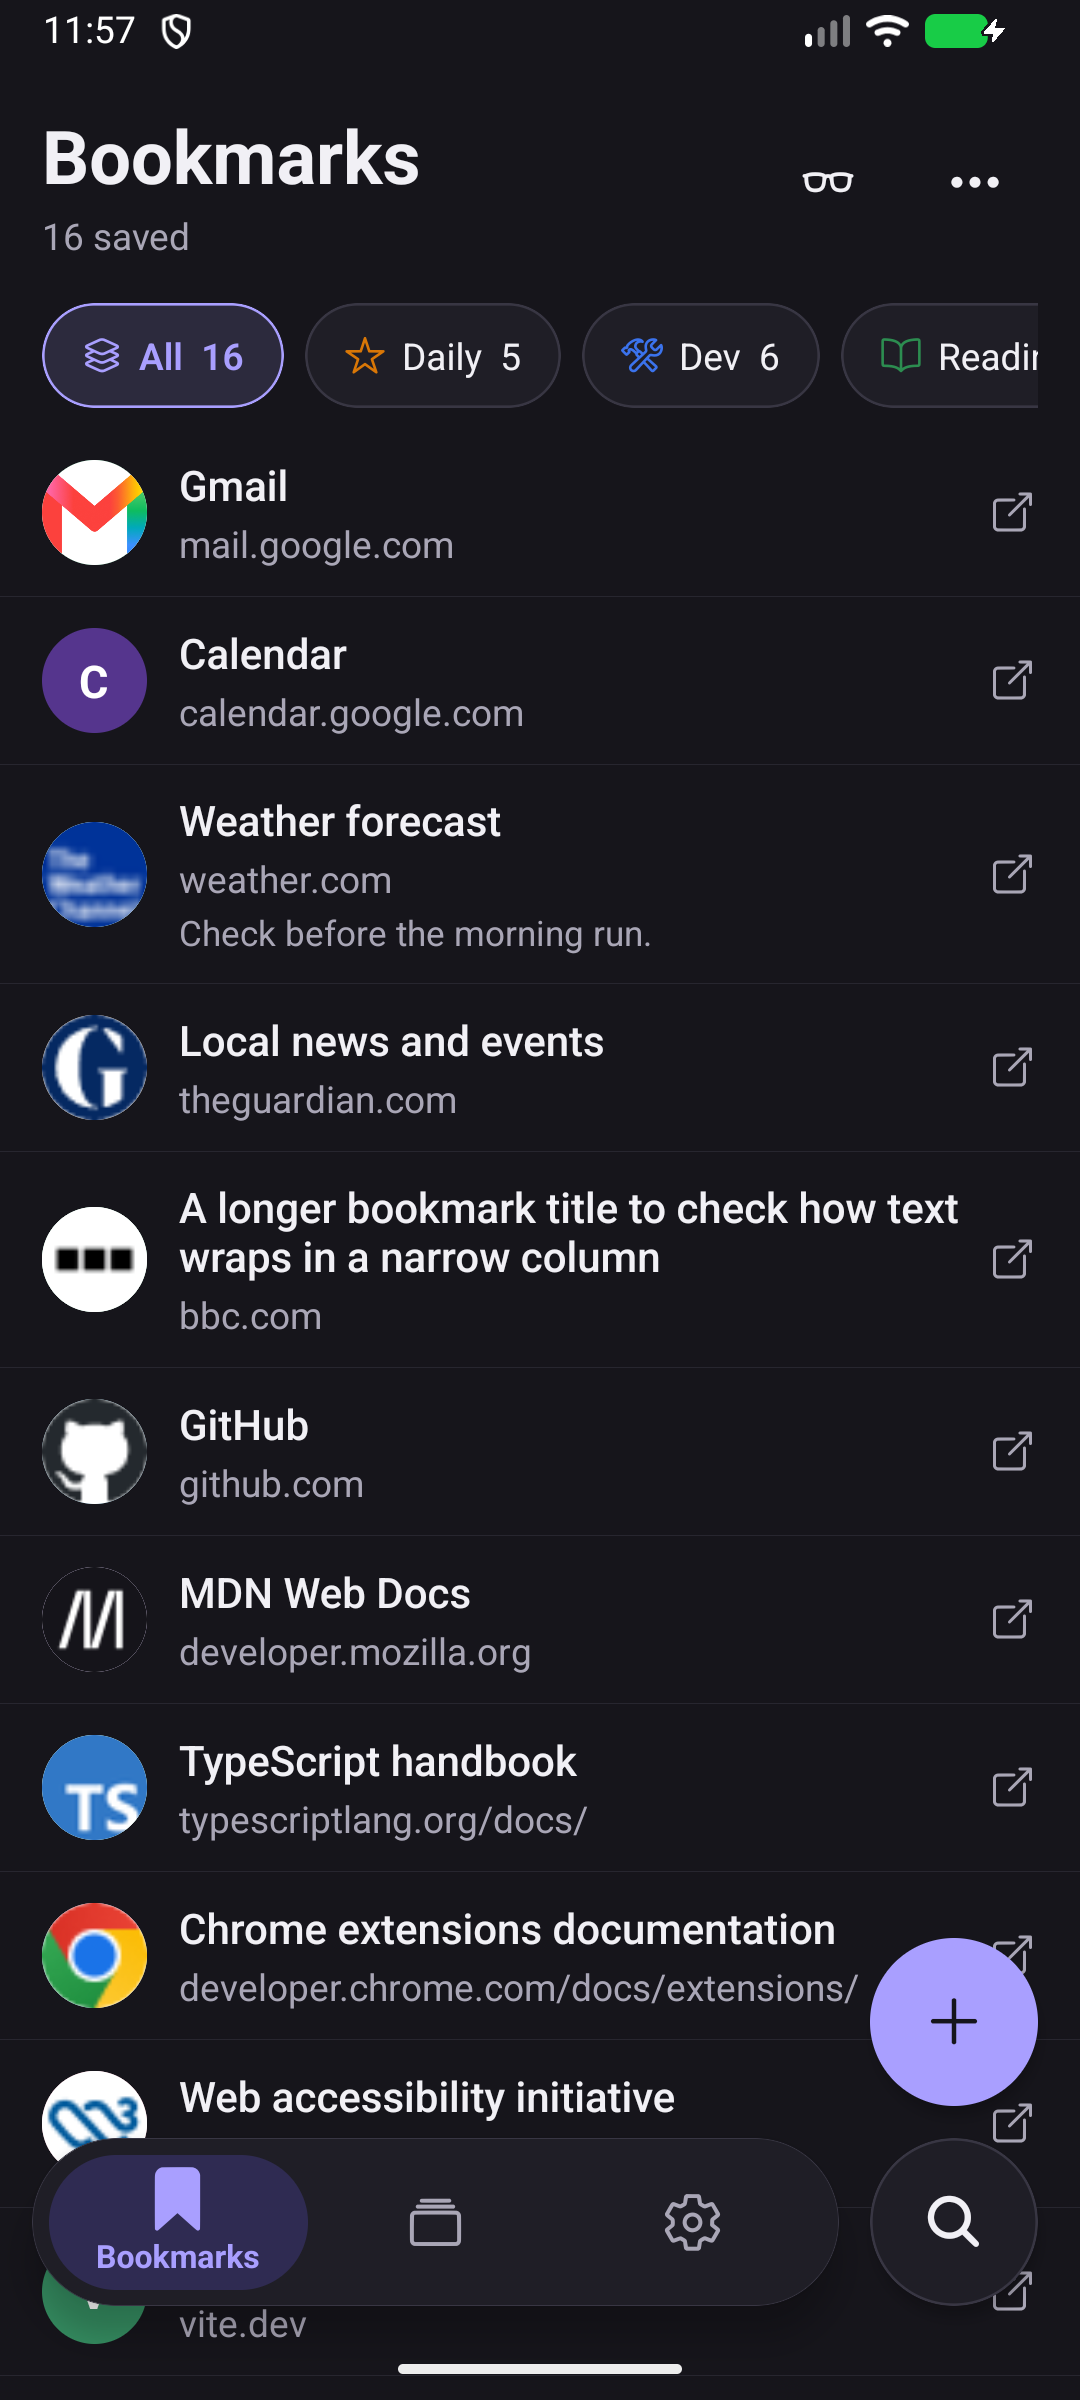 11:57
Bookmarks
16 saved
All 16
Daily 5
Dev 6
Readin
Gmail
mail.google.com
C
Calendar
calendar.google.com
The
Weather
Channel
Weather forecast
weather.com
Check before the morning run.
G
Local news and events
theguardian.com
A longer bookmark title to check how text
wraps in a narrow column
bbc.com
GitHub
github.com
M
MDN Web Docs
developer.mozilla.org
TS
TypeScript handbook
typescriptlang.org/docs/
Chrome extensions documentation
developer.chrome.com/docs/extensions/
Web accessibility initiative
Bookmarks
vite.dev